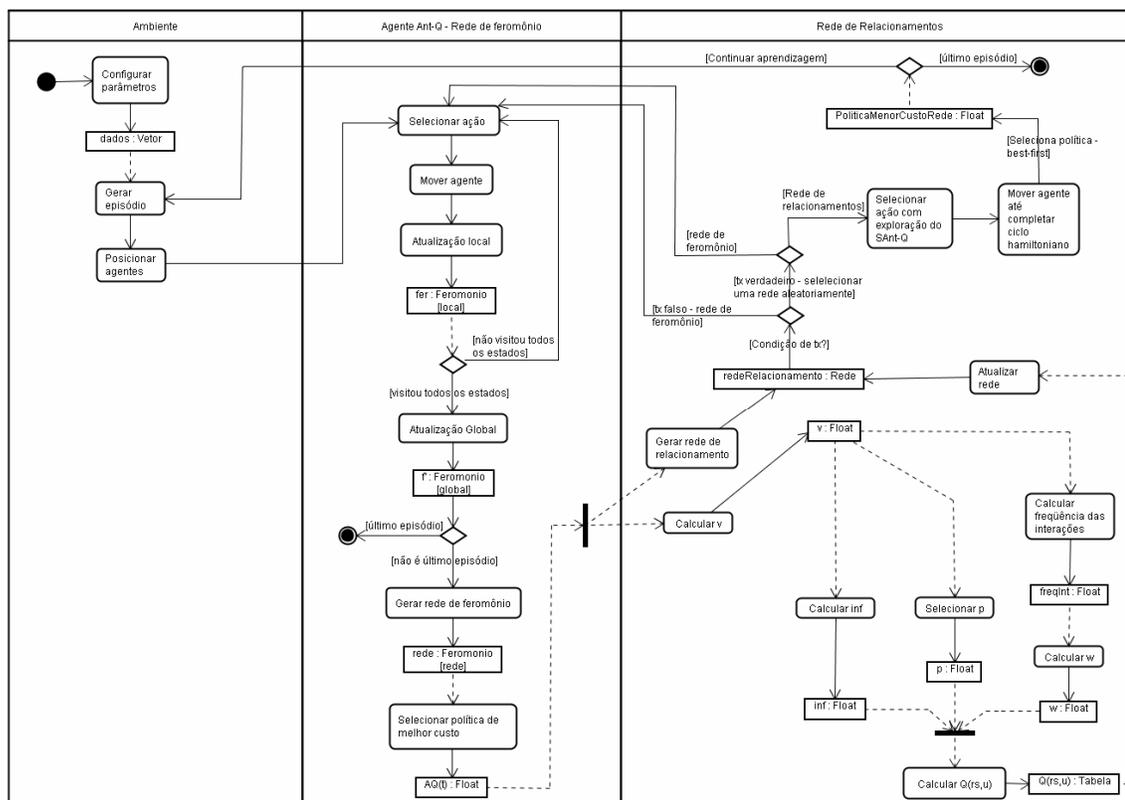 Ambiente
Agente Ant-Q - Rede de feromônio
Rede de Relacionamentos
Configurar
parâmetros
dados : Vetor
Gerar
episódio
Posicionar
agentes
Selecionar ação
Mover agente
Atualização local
fer : Feromonio
[local]
[não visitou todos
os estados]
[visitou todos os estados]
Atualização Global
f' : Feromonio
[global]
[último episódio]
[não é último episódio]
Gerar rede de feromônio
rede : Feromonio
[rede]
Selecionar política de
melhor custo
AQ(t) : Float
[Continuar aprendizagem]
[último episódio]
PoliticaMenorCustoRede : Float
[Seleciona política -
best-first]
[Rede de
relacionamentos]
Selecionar
ação com
exploração do
SAnt-Q
Mover agente
até
completar
ciclo
hamiltoniano
[rede de
feromônio]
[tx verdadeiro - selelecionar
uma rede aleatoriamente]
[tx falso - rede de
feromônio]
[Condição de tx?]
redeRelacionamento : Rede
Atualizar
rede
Gerar rede de
relacionamento
v : Float
Calcular v
Calcular
freqüência das
interações
Calcular inf
Selecionar p
freqInt : Float
Calcular w
p : Float
inf : Float
w : Float
Calcular Q(rs,u)
Q(rs,u) : Tabela